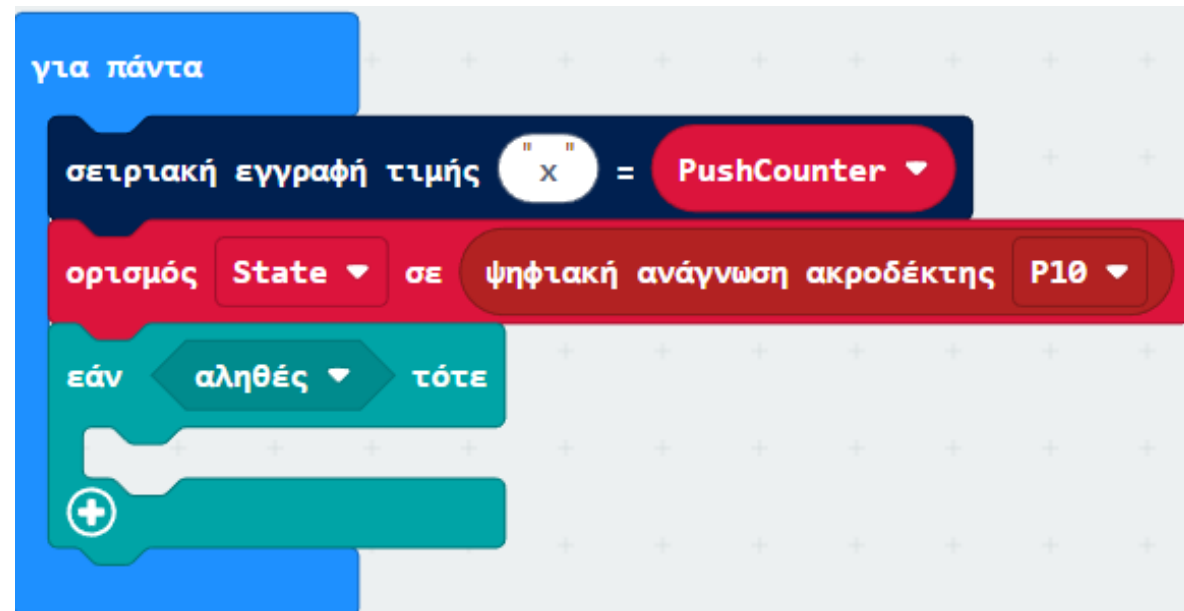 για πάντα
σειριακή εγγραφή τιμής "x" = PushCounter
ορισμός State σε ψηφιακή ανάγνωση ακροδέκτης P10
εάν αληθές τότε